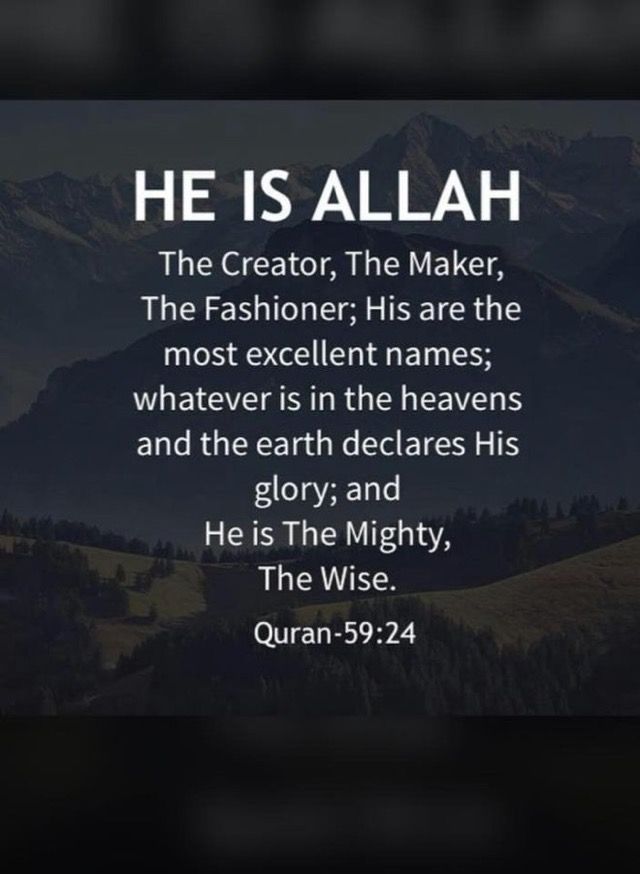 HE IS ALLAH
The Creator, The Maker,
The Fashioner; His are the
most excellent names;
whatever is in the heavens
and the earth declares His
glory; and
He is The Mighty,
The Wise.
Quran-59:24